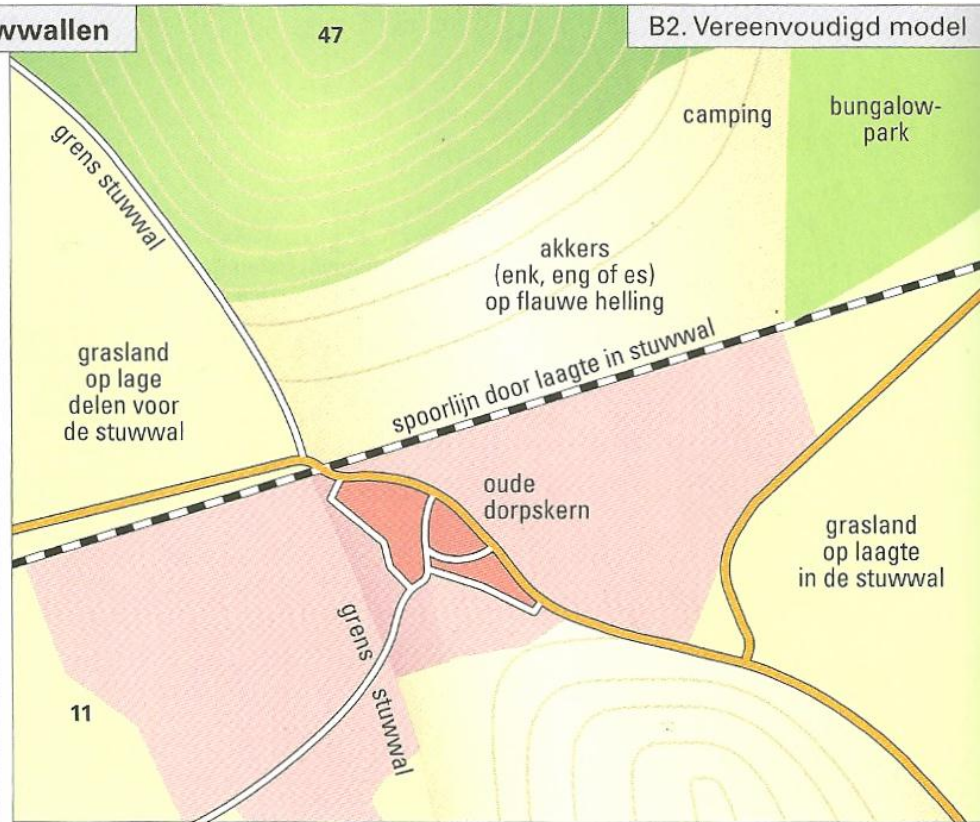 wwallen
47
B2. Vereenvoudigd model
camping
bungalow-
park
grens stuwwal
akkers
(enk, eng of es)
op flauwe helling
grasland
op lage
delen voor
de stuwwal
spoorlijn door laagte in stuwwal
oude
dorpskern
grasland
op laagte
in de stuwwal
grens
stuwwal
11